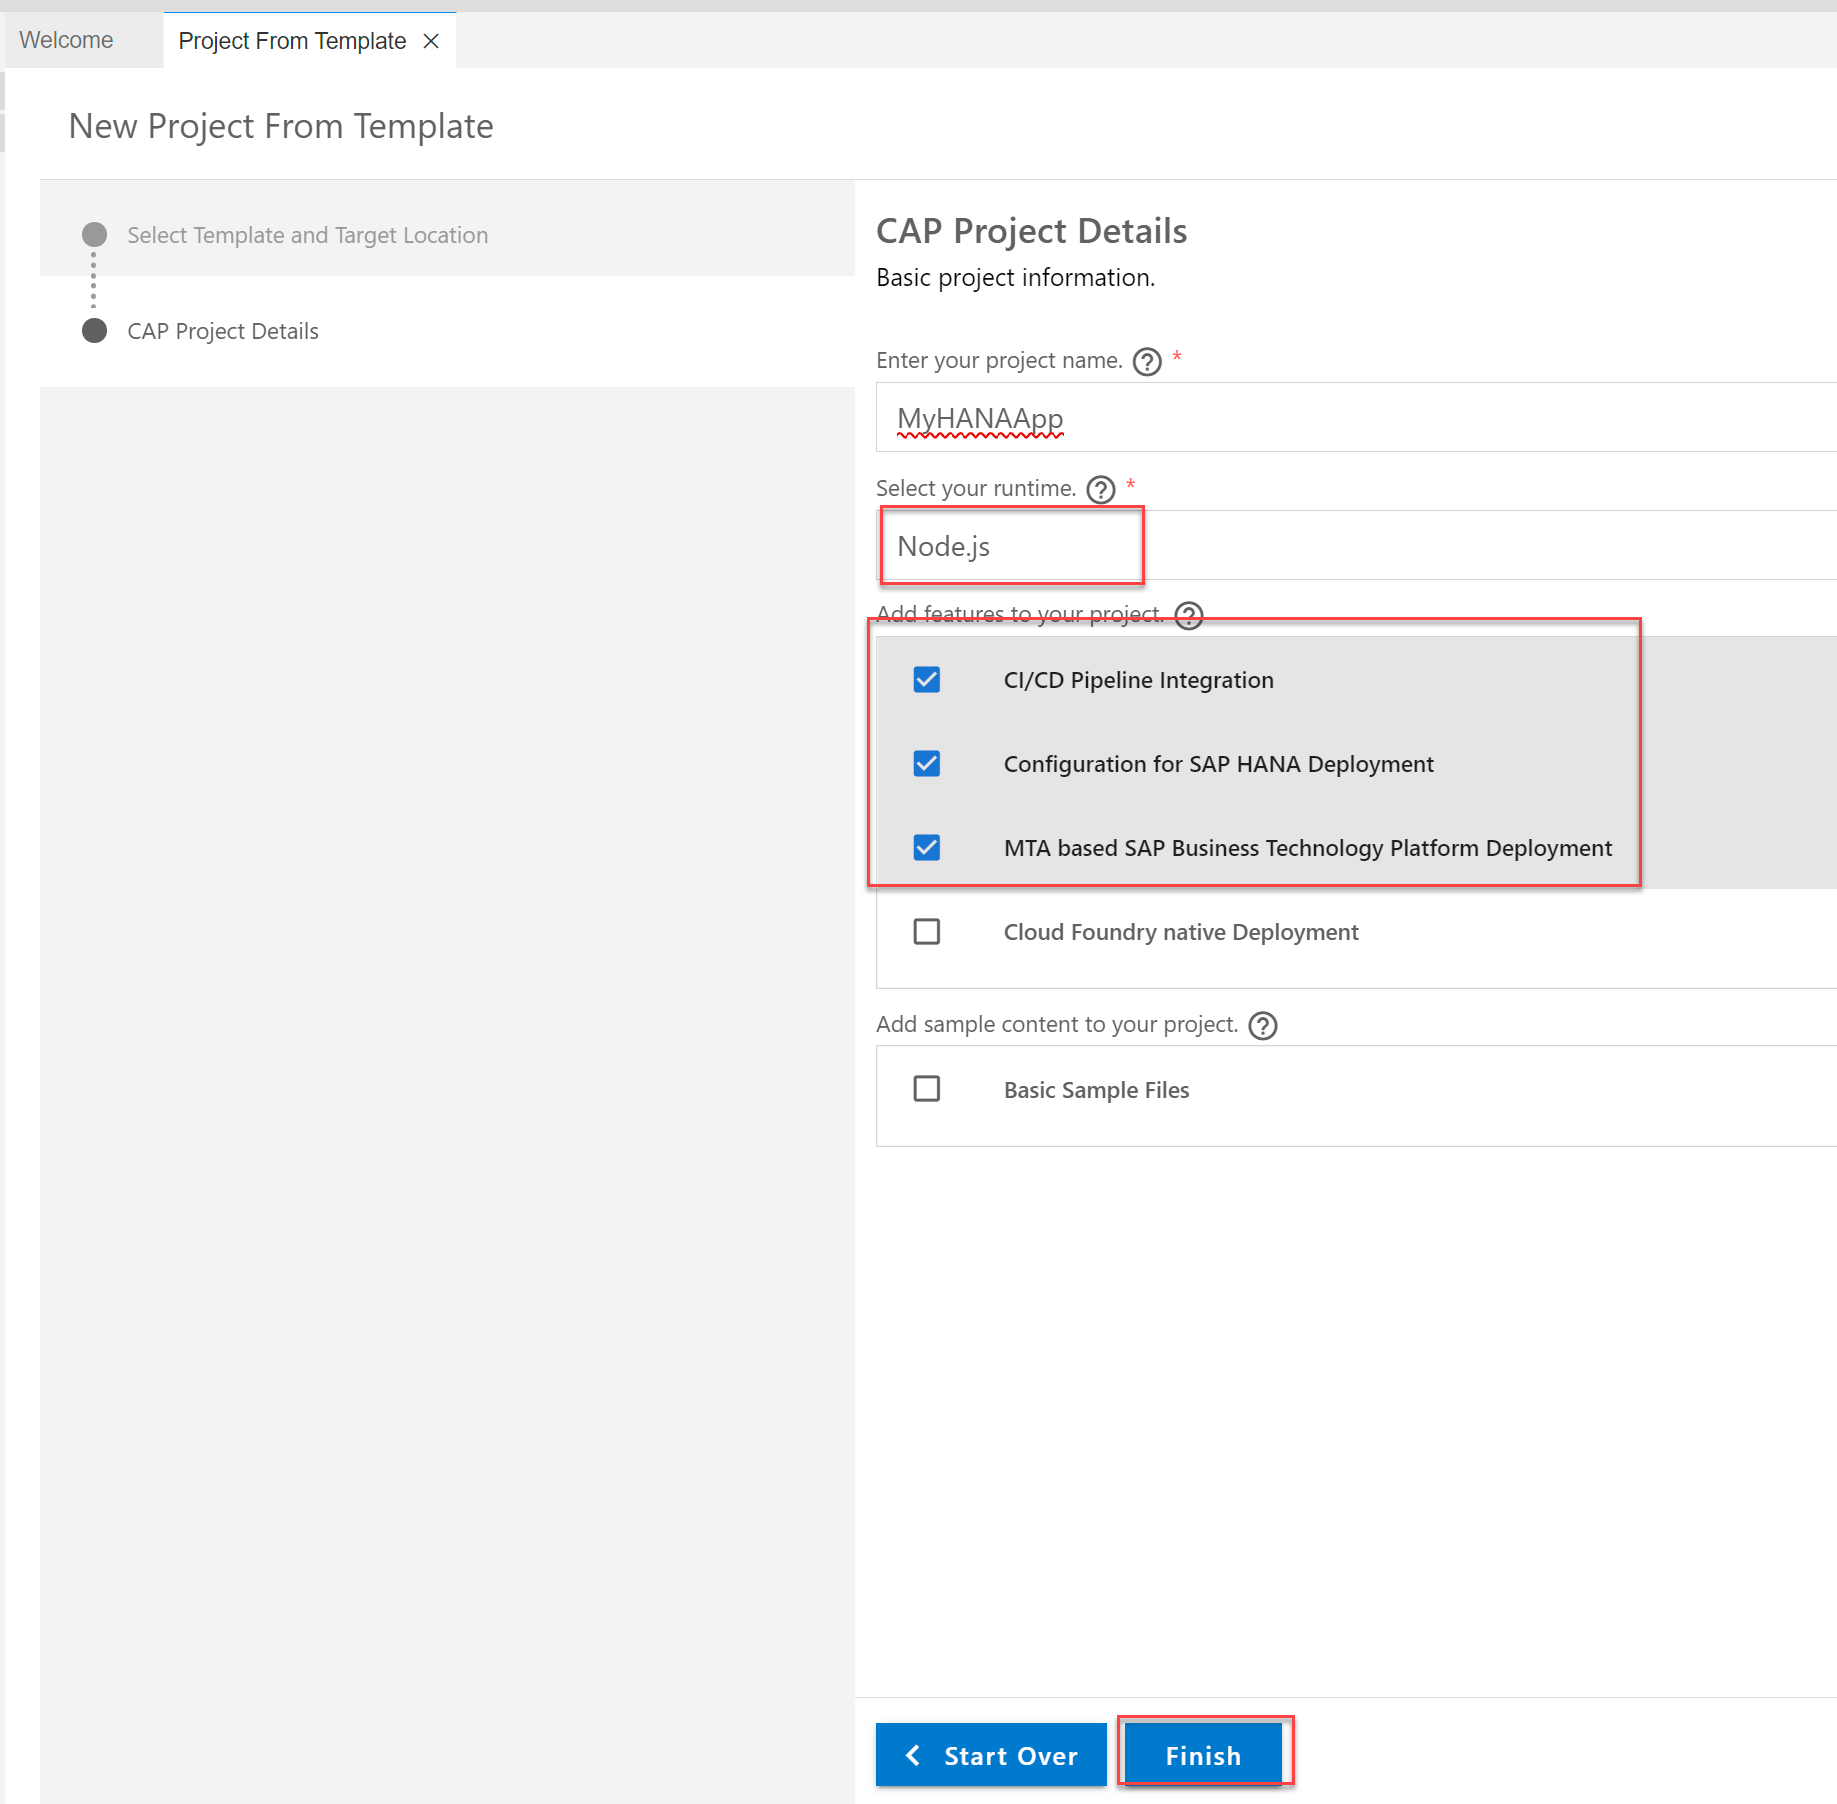 Welcome
Project From Template
New Project From Template
Select Template and Target Location
CAP Project Details
CAP Project Details
Basic project information.
Enter your project name. *
MyHANAApp
Select your runtime. *
Node.js
Add features to your project.
CI/CD Pipeline Integration
Configuration for SAP HANA Deployment
MTA based SAP Business Technology Platform Deployment
Cloud Foundry native Deployment
Add sample content to your project.
Basic Sample Files
Start Over
Finish